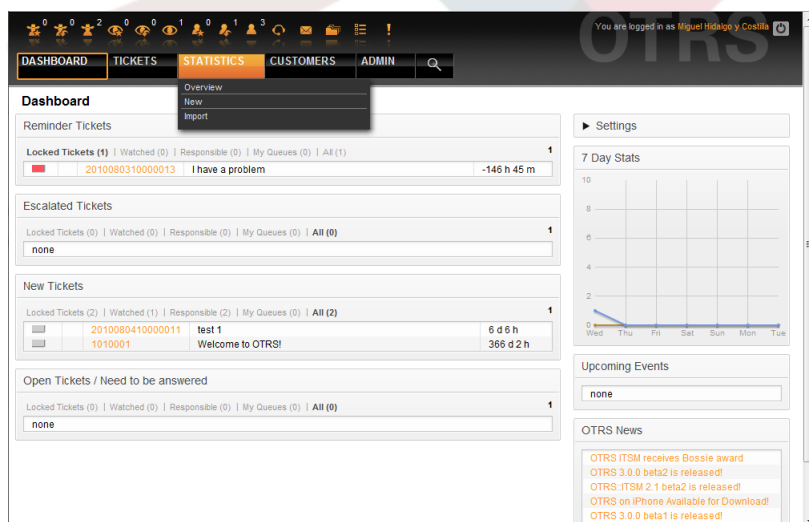 0 0 2 0 0 1 0 1 3
You are logged in as Miguel Hidalgo y Costilla
OTRS
DASHBOARD TICKETS STATISTICS CUSTOMERS ADMIN
Overview
New
Import
Dashboard
Reminder Tickets
Locked Tickets (1) | Watched (0) | Responsible (0) | My Queues (0) | All (1) 1
2010080310000013 I have a problem -146 h 45 m
Escalated Tickets
Locked Tickets (0) | Watched (0) | Responsible (0) | My Queues (0) | All (0) 1
none
New Tickets
Locked Tickets (2) | Watched (1) | Responsible (2) | My Queues (0) | All (2) 1
2010080410000011 test 1 6 d 6 h
1010001 Welcome to OTRS! 366 d 2 h
Open Tickets / Need to be answered
Locked Tickets (0) | Watched (0) | Responsible (0) | My Queues (0) | All (0) 1
none
Settings
7 Day Stats
10
8
6
4
2
0
Wed Thu Fri Sat Sun Mon Tue
Upcoming Events
none
OTRS News
OTRS ITSM receives Bossie award
OTRS 3.0.0 beta2 is released!
OTRS::ITSM 2.1 beta2 is released!
OTRS on iPhone Available for Download!
OTRS 3.0.0 beta1 is released!